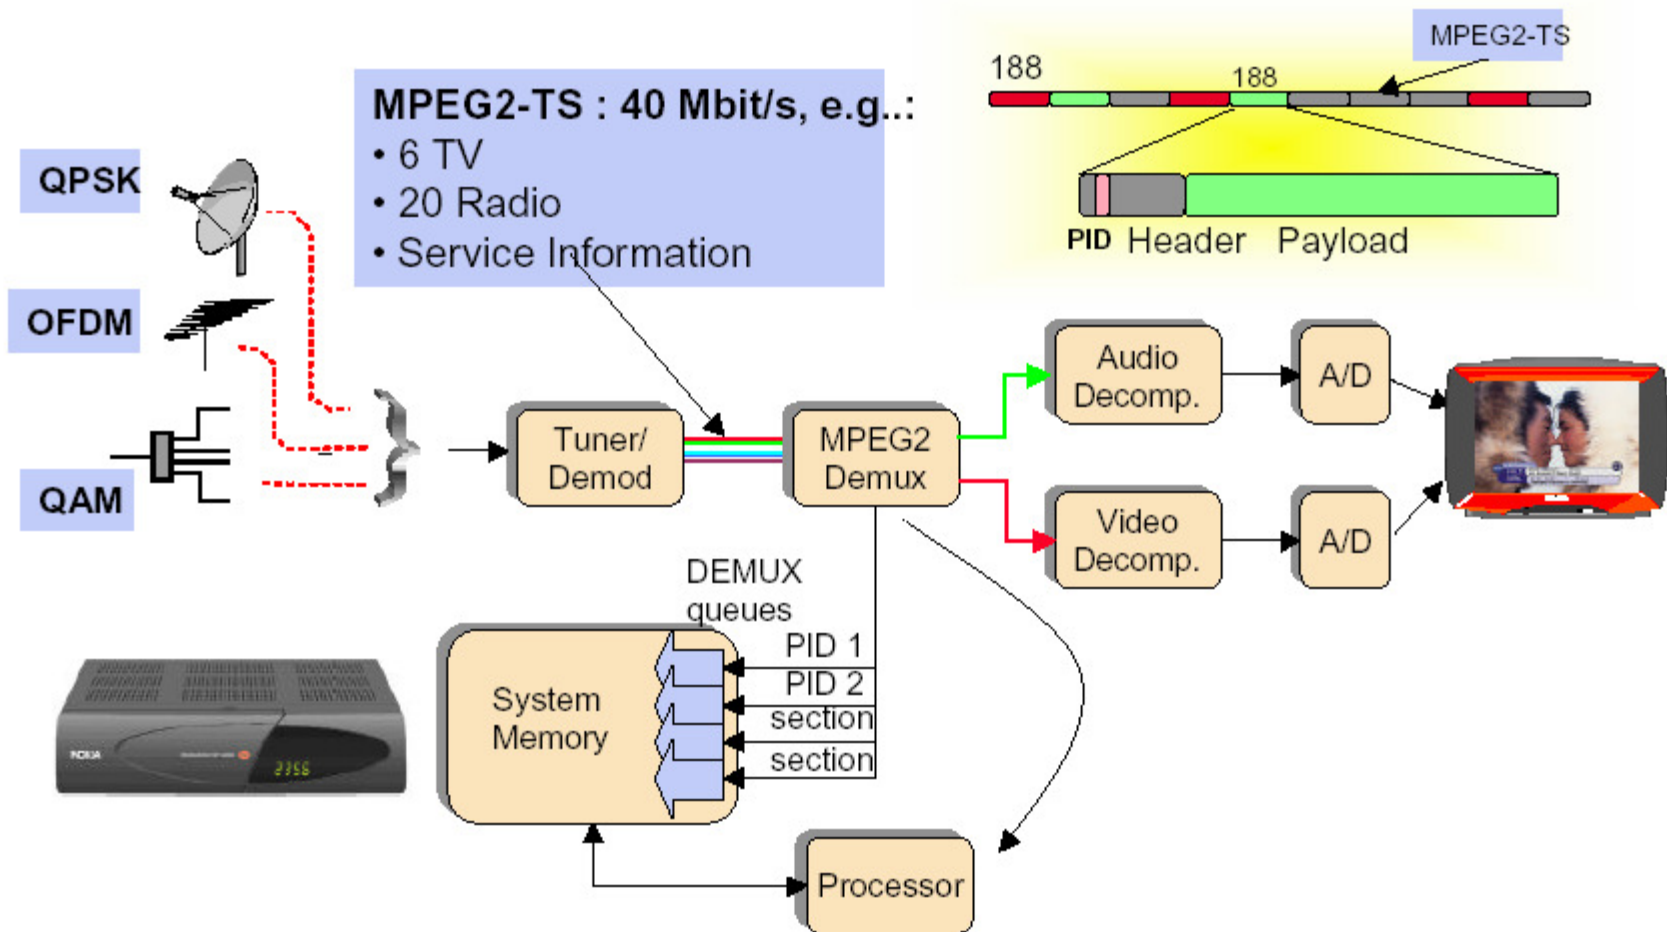 MPEG2-TS
188
188
MPEG2-TS : 40 Mbit/s, e.g..:
• 6 TV
• 20 Radio
• Service Information
PID Header Payload
QPSK
OFDM
QAM
Tuner/
Demod
MPEG2
Demux
Audio
Decomp.
A/D
Video
Decomp.
A/D
DEMUX
queues
PID 1
PID 2
section
section
System
Memory
Processor
NOKIA
2356